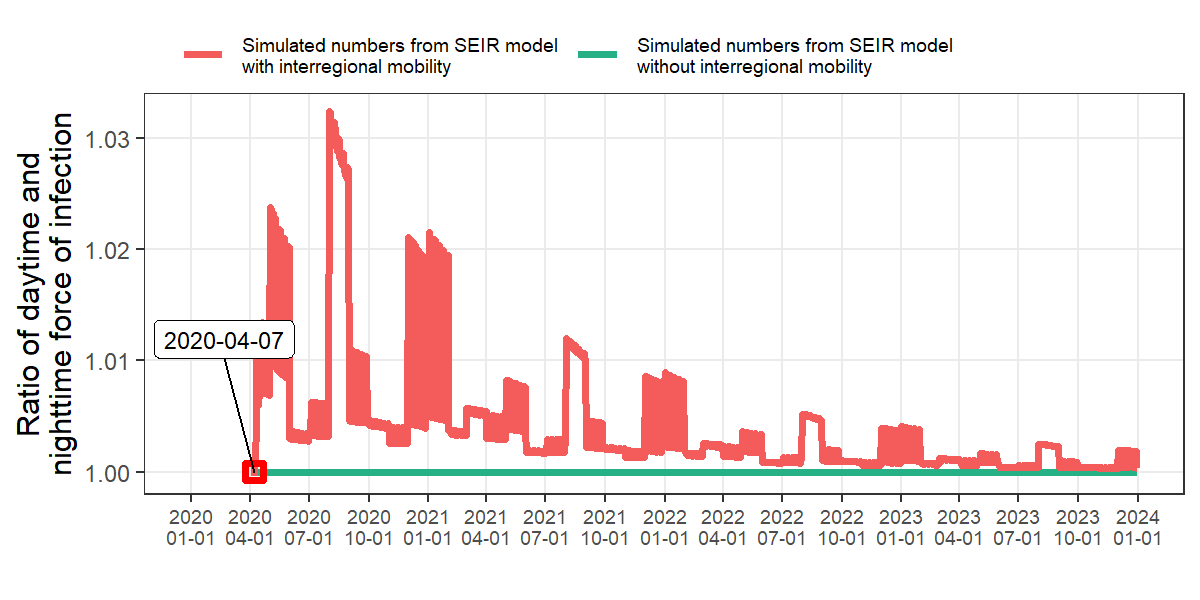 Simulated numbers from SEIR model
with interregional mobility
Simulated numbers from SEIR model
without interregional mobility
Ratio of daytime and
nighttime force of infection
1.03
1.02
1.01
1.00
2020-04-07
2020 2020 2020 2020 2021 2021 2021 2021 2022 2022 2022 2022 2023 2023 2023 2023 2024
01-01 04-01 07-01 10-01 01-01 04-01 07-01 10-01 01-01 04-01 07-01 10-01 01-01 04-01 07-01 10-01 01-01